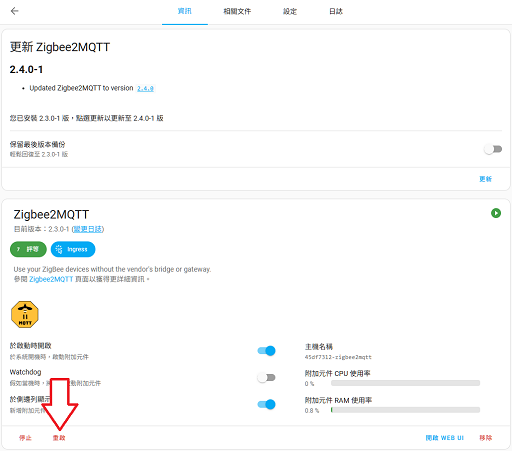 資訊
相關文件
設定
日誌
更新 Zigbee2MQTT
2.4.0-1
Updated Zigbee2MQTT to version 2.4.0
您已安裝 2.3.0-1 版，點選更新以更新至 2.4.0-1 版
保留最後版本備份
輕鬆回復至 2.3.0-1 版
更新
Zigbee2MQTT
目前版本：2.3.0-1 (變更日誌)
7 評等
Ingress
Use your ZigBee devices without the vendor's bridge or gateway.
參閱 Zigbee2MQTT 頁面以獲得更詳細資訊。
MQTT
於啟動時開啟
於系統開機時，啟動附加元件
主機名稱
45df7312-zigbee2mqtt
Watchdog
假如當機時，動附加元件
附加元件 CPU 使用率
0 %
於側邊列顯示
新增附加元件
附加元件 RAM 使用率
0.8 %
停止
重啟
開啟 WEB UI
移除